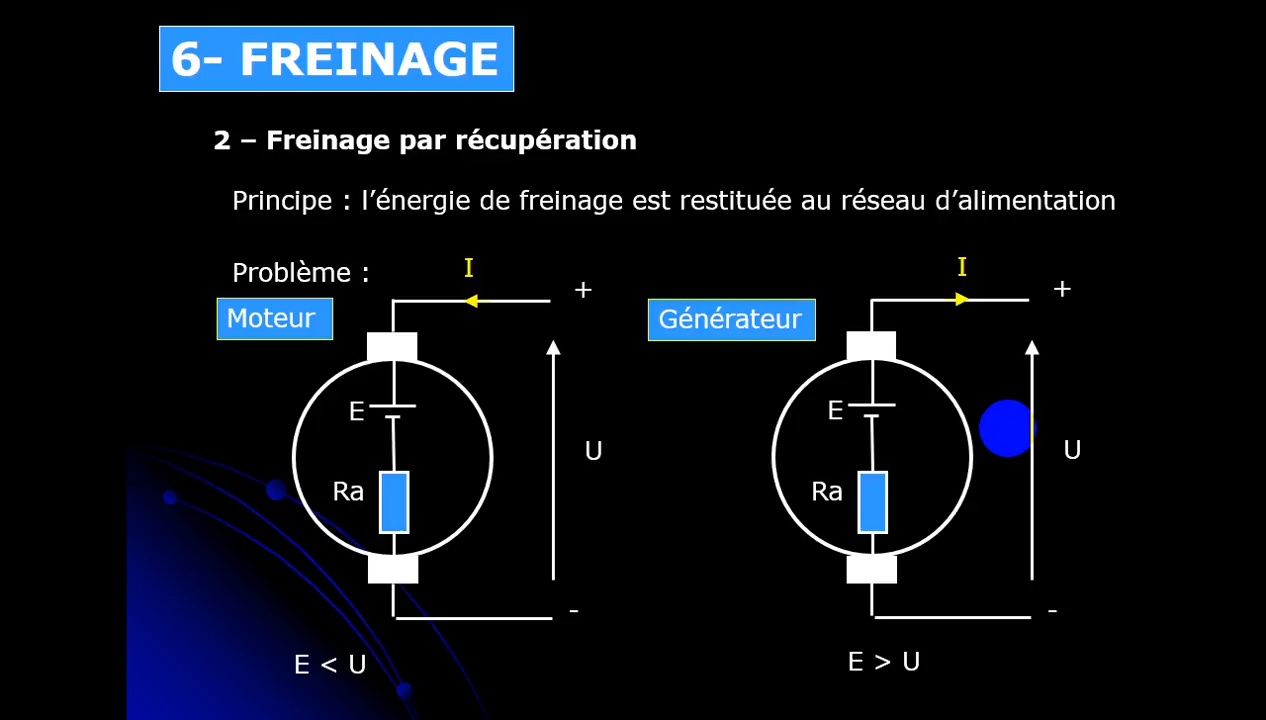 6- FREINAGE
2 – Freinage par récupération
Principe : l’énergie de freinage est restituée au réseau d’alimentation
Problème :
I
+
Moteur
E
U
Ra
-
E < U
I
+
Générateur
E
U
Ra
-
E > U